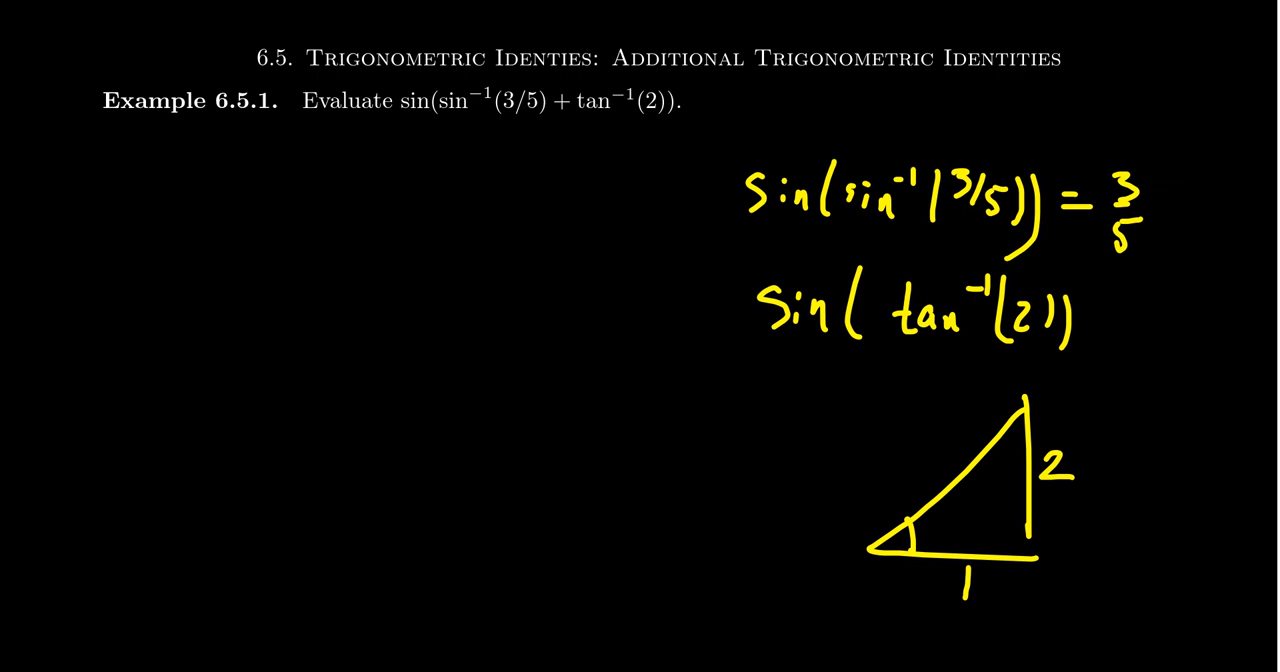 6.5. Trigonometric Identies: Additional Trigonometric Identities
Example 6.5.1. Evaluate sin(sin⁻¹(3/5) + tan⁻¹(2)).
sin(sin⁻¹(3/5)) = 3/5
sin(tan⁻¹(2))
2
1